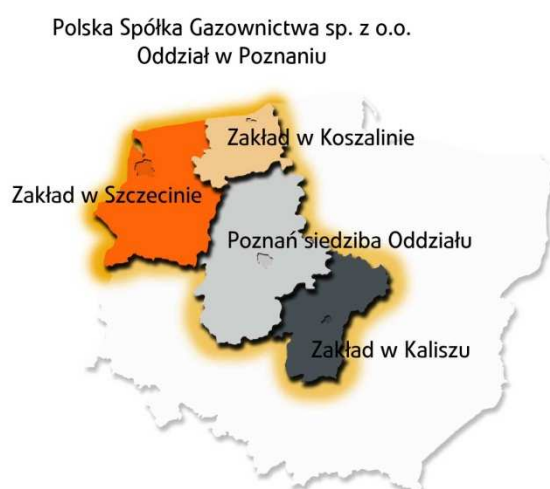 Polska Spółka Gazownictwa sp. z o.o.
Oddział w Poznaniu
Zakład w Koszalinie
Zakład w Szczecinie
Poznań siedziba Oddziału
Zakład w Kaliszu